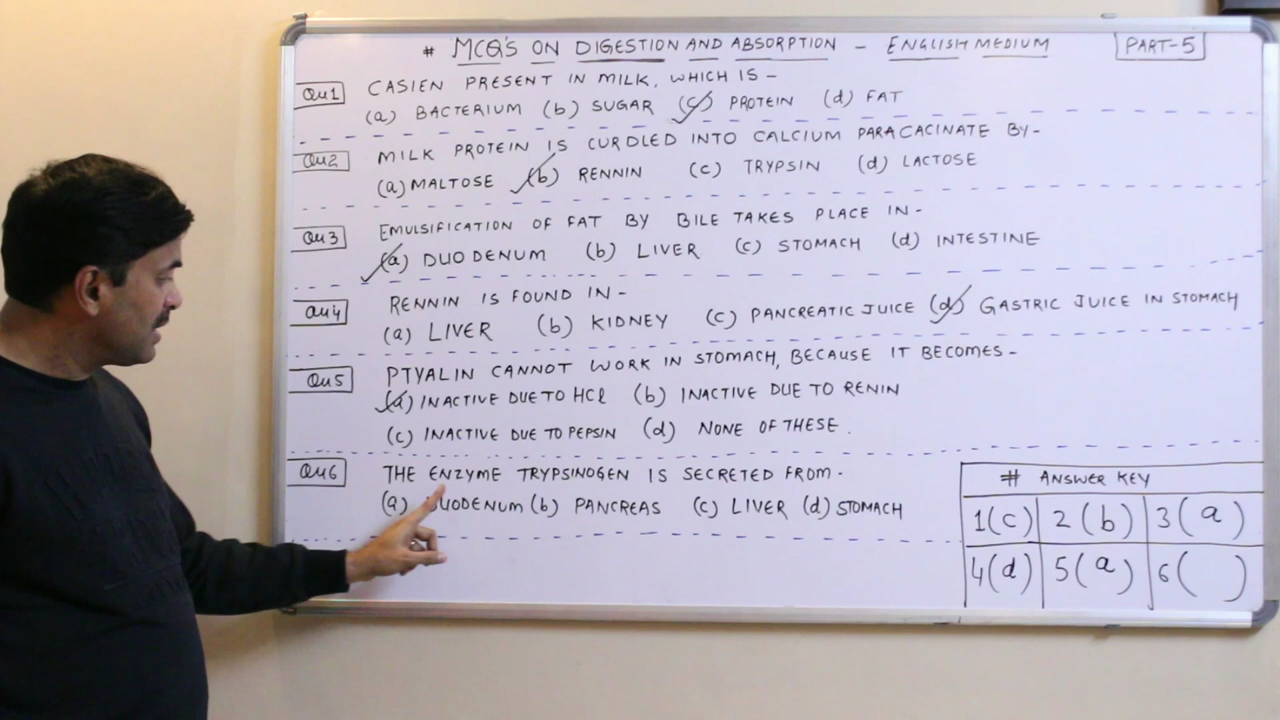 # MCQ'S ON DIGESTION AND ABSORPTION - ENGLISH MEDIUM PART-5
Qu1 CASIEN PRESENT IN MILK, WHICH IS -
(a) BACTERIUM (b) SUGAR (c) PROTEIN (d) FAT
Qu2 MILK PROTEIN IS CURDLED INTO CALCIUM PARACACINATE BY -
(a) MALTOSE (b) RENNIN (c) TRYPSIN (d) LACTOSE
Qu3 EMULSIFICATION OF FAT BY BILE TAKES PLACE IN -
(a) DUODENUM (b) LIVER (c) STOMACH (d) INTESTINE
Qu4 RENNIN IS FOUND IN -
(a) LIVER (b) KIDNEY (c) PANCREATIC JUICE (d) GASTRIC JUICE IN STOMACH
Qu5 PTYALIN CANNOT WORK IN STOMACH, BECAUSE IT BECOMES -
(a) INACTIVE DUE TO HCl (b) INACTIVE DUE TO RENIN
(c) INACTIVE DUE TO PEPSIN (d) NONE OF THESE.
Qu6 THE ENZYME TRYPSINOGEN IS SECRETED FROM -
(a) UODENUM (b) PANCREAS (c) LIVER (d) STOMACH
# ANSWER KEY
1(c) 2(b) 3(a)
4(d) 5(a) 6( )